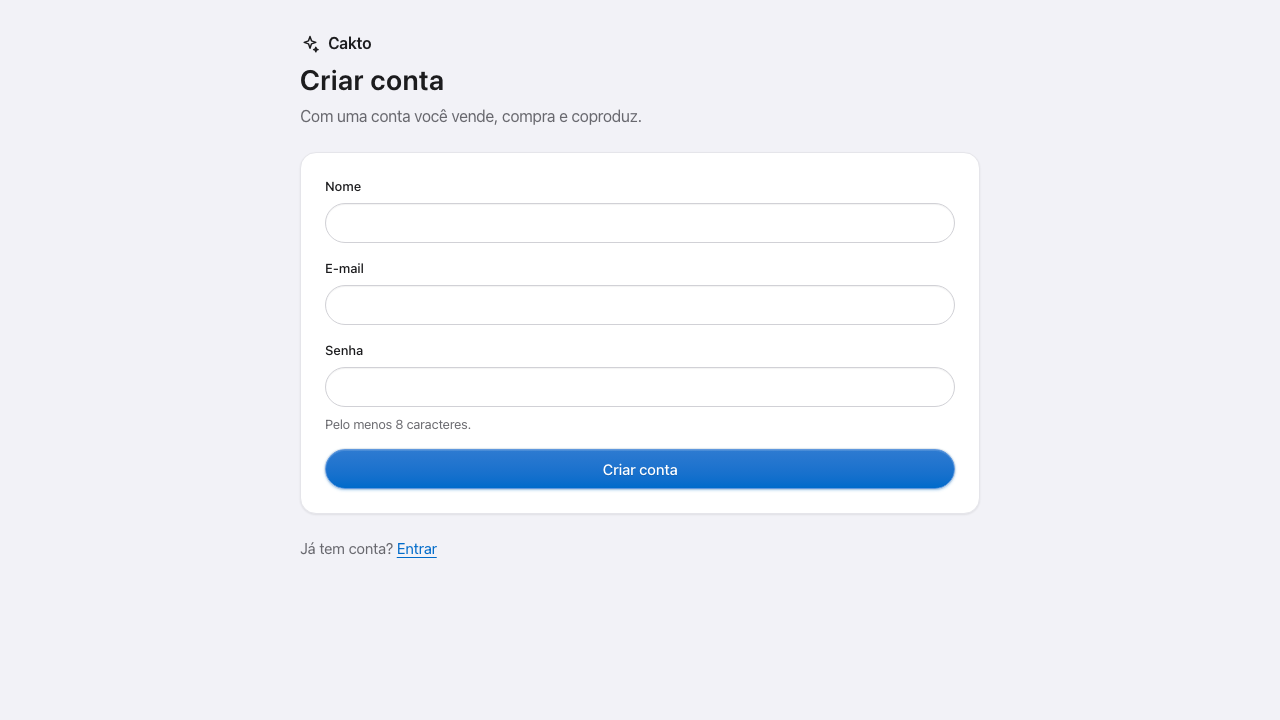 Cakto
Criar conta
Com uma conta você vende, compra e coproduz.
Nome
E-mail
Senha
Pelo menos 8 caracteres.
Criar conta
Já tem conta? Entrar